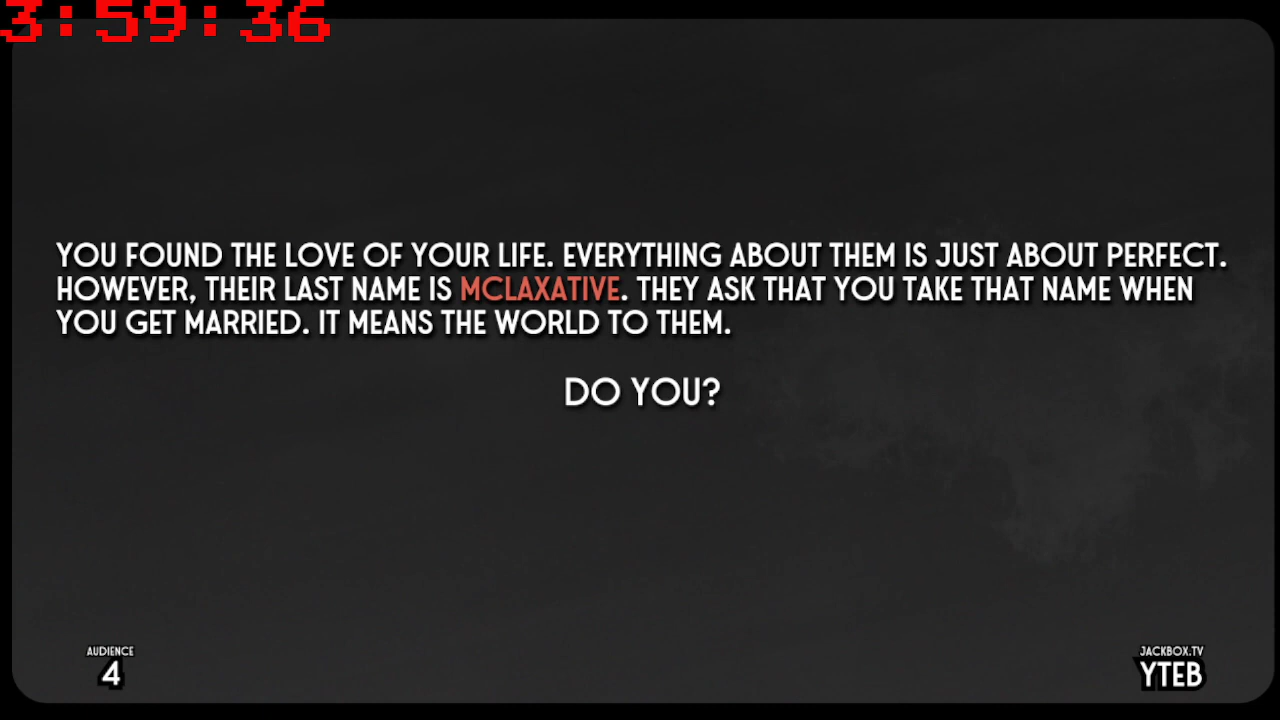 3:59:36
YOU FOUND THE LOVE OF YOUR LIFE. EVERYTHING ABOUT THEM IS JUST ABOUT PERFECT.
HOWEVER, THEIR LAST NAME IS MCLAXATIVE. THEY ASK THAT YOU TAKE THAT NAME WHEN
YOU GET MARRIED. IT MEANS THE WORLD TO THEM.
DO YOU?
AUDIENCE
4
JACKBOX.TV
YTEB